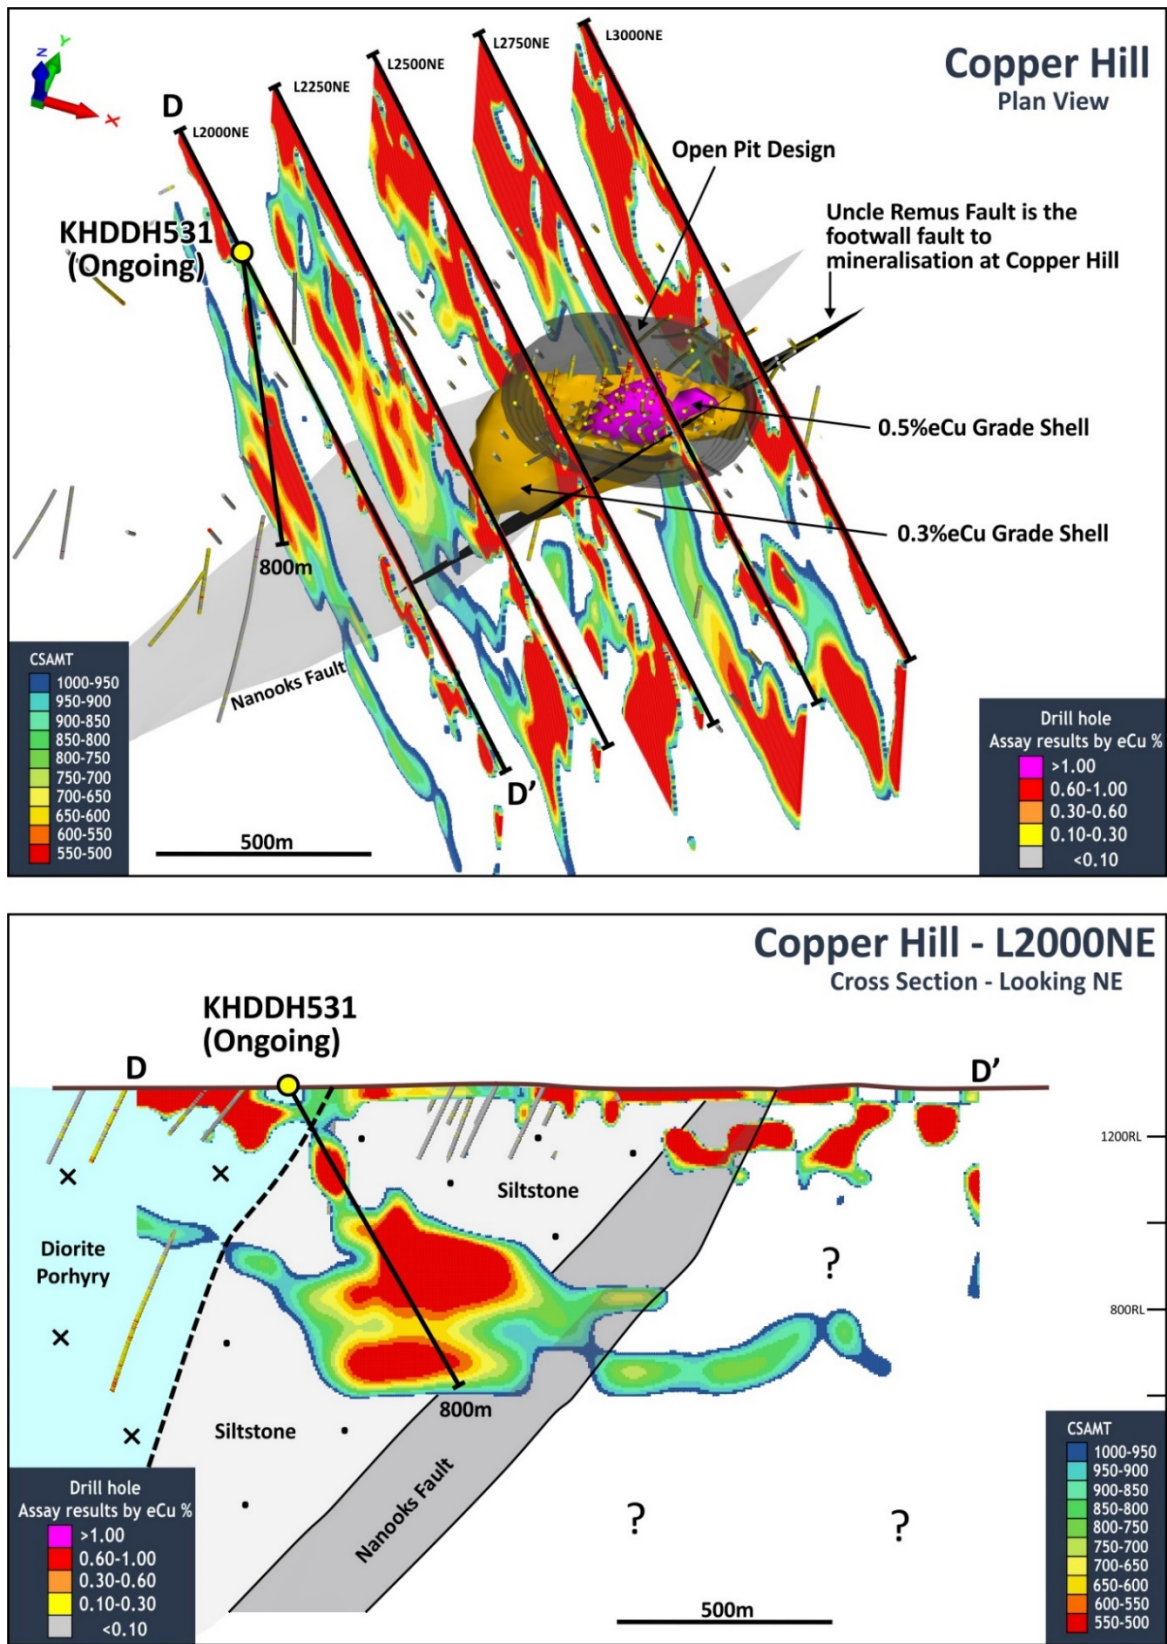 Copper Hill
Plan View
Y
N
X
D
L2000NE
L2250NE
L2500NE
L2750NE
L3000NE
Open Pit Design
Uncle Remus Fault is the
footwall fault to
mineralisation at Copper Hill
KHDDH531
(Ongoing)
0.5%eCu Grade Shell
0.3%eCu Grade Shell
800m
Nanooks Fault
D'
500m
CSAMT
1000-950
950-900
900-850
850-800
800-750
750-700
700-650
650-600
600-550
550-500
Drill hole
Assay results by eCu %
>1.00
0.60-1.00
0.30-0.60
0.10-0.30
<0.10
Copper Hill - L2000NE
Cross Section - Looking NE
KHDDH531
(Ongoing)
D
D'
1200RL
800RL
Siltstone
Diorite
Porhyry
?
800m
Siltstone
Nanooks Fault
?
?
500m
Drill hole
Assay results by eCu %
>1.00
0.60-1.00
0.30-0.60
0.10-0.30
<0.10
CSAMT
1000-950
950-900
900-850
850-800
800-750
750-700
700-650
650-600
600-550
550-500